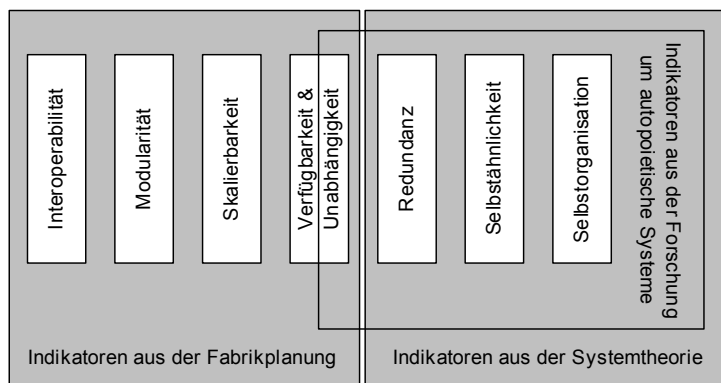 Interoperabilität
Modularität
Skalierbarkeit
Verfügbarkeit &
Unabhängigkeit
Redundanz
Selbstähnlichkeit
Selbstorganisation
Indikatoren aus der Forschung
um autopoietische Systeme
Indikatoren aus der Fabrikplanung
Indikatoren aus der Systemtheorie